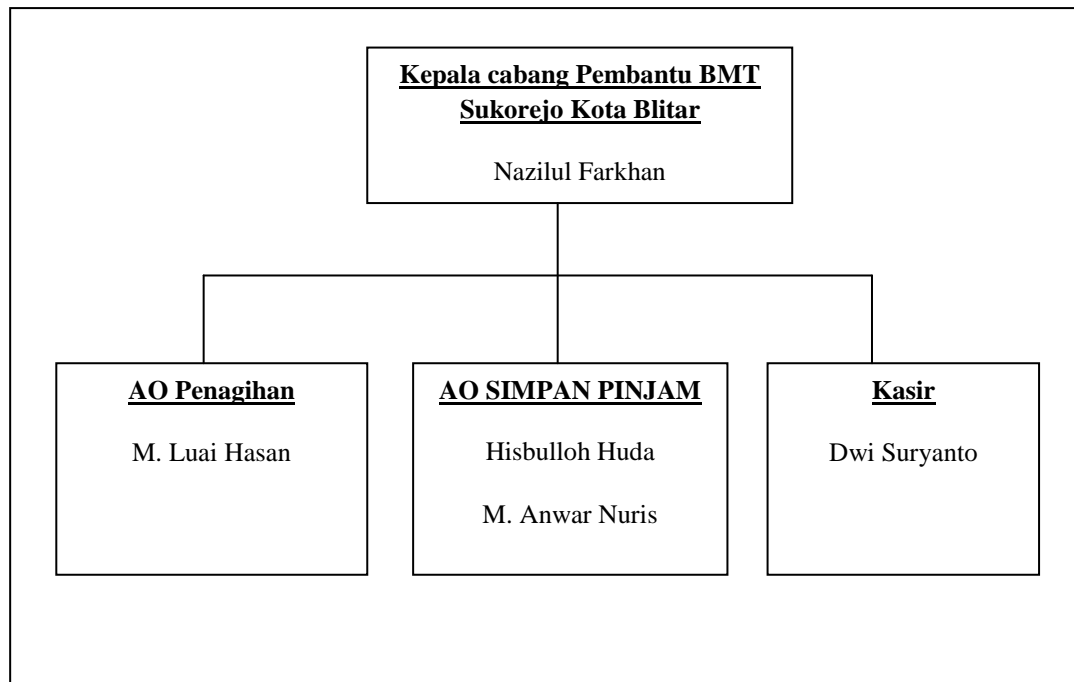 Kepala cabang Pembantu BMT
Sukorejo Kota Blitar
Nazilul Farkhan
AO Penagihan
M. Luai Hasan
AO SIMPAN PINJAM
Hisbulloh Huda
M. Anwar Nuris
Kasir
Dwi Suryanto